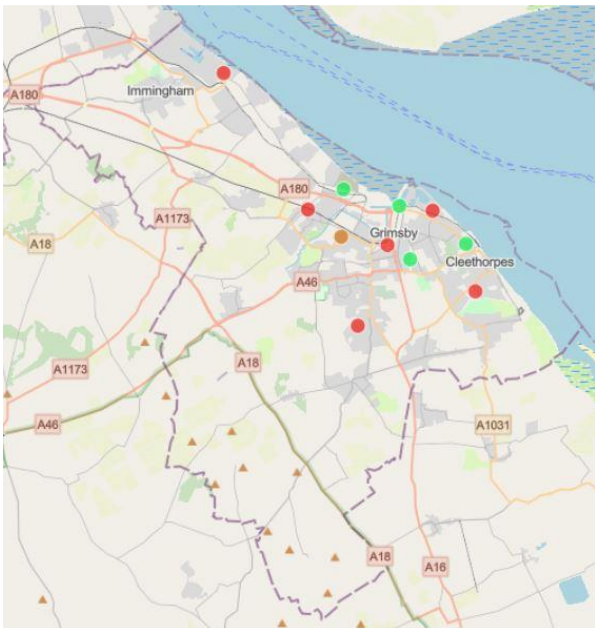 A180
Immingham
A180
A1173
A18
Grimsby
Cleethorpes
A46
A18
A1173
A46
A1031
A18
A16